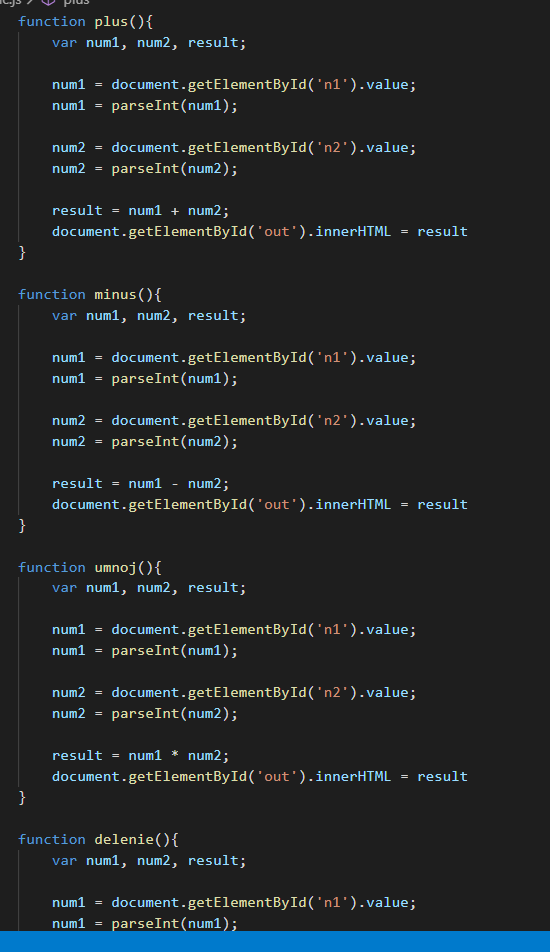 plus
function plus(){
var num1, num2, result;
num1 = document.getElementById('n1').value;
num1 = parseInt(num1);
num2 = document.getElementById('n2').value;
num2 = parseInt(num2);
result = num1 + num2;
document.getElementById('out').innerHTML = result
}
function minus(){
var num1, num2, result;
num1 = document.getElementById('n1').value;
num1 = parseInt(num1);
num2 = document.getElementById('n2').value;
num2 = parseInt(num2);
result = num1 - num2;
document.getElementById('out').innerHTML = result
}
function umnoj(){
var num1, num2, result;
num1 = document.getElementById('n1').value;
num1 = parseInt(num1);
num2 = document.getElementById('n2').value;
num2 = parseInt(num2);
result = num1 * num2;
document.getElementById('out').innerHTML = result
}
function delenie(){
var num1, num2, result;
num1 = document.getElementById('n1').value;
num1 = parseInt(num1);